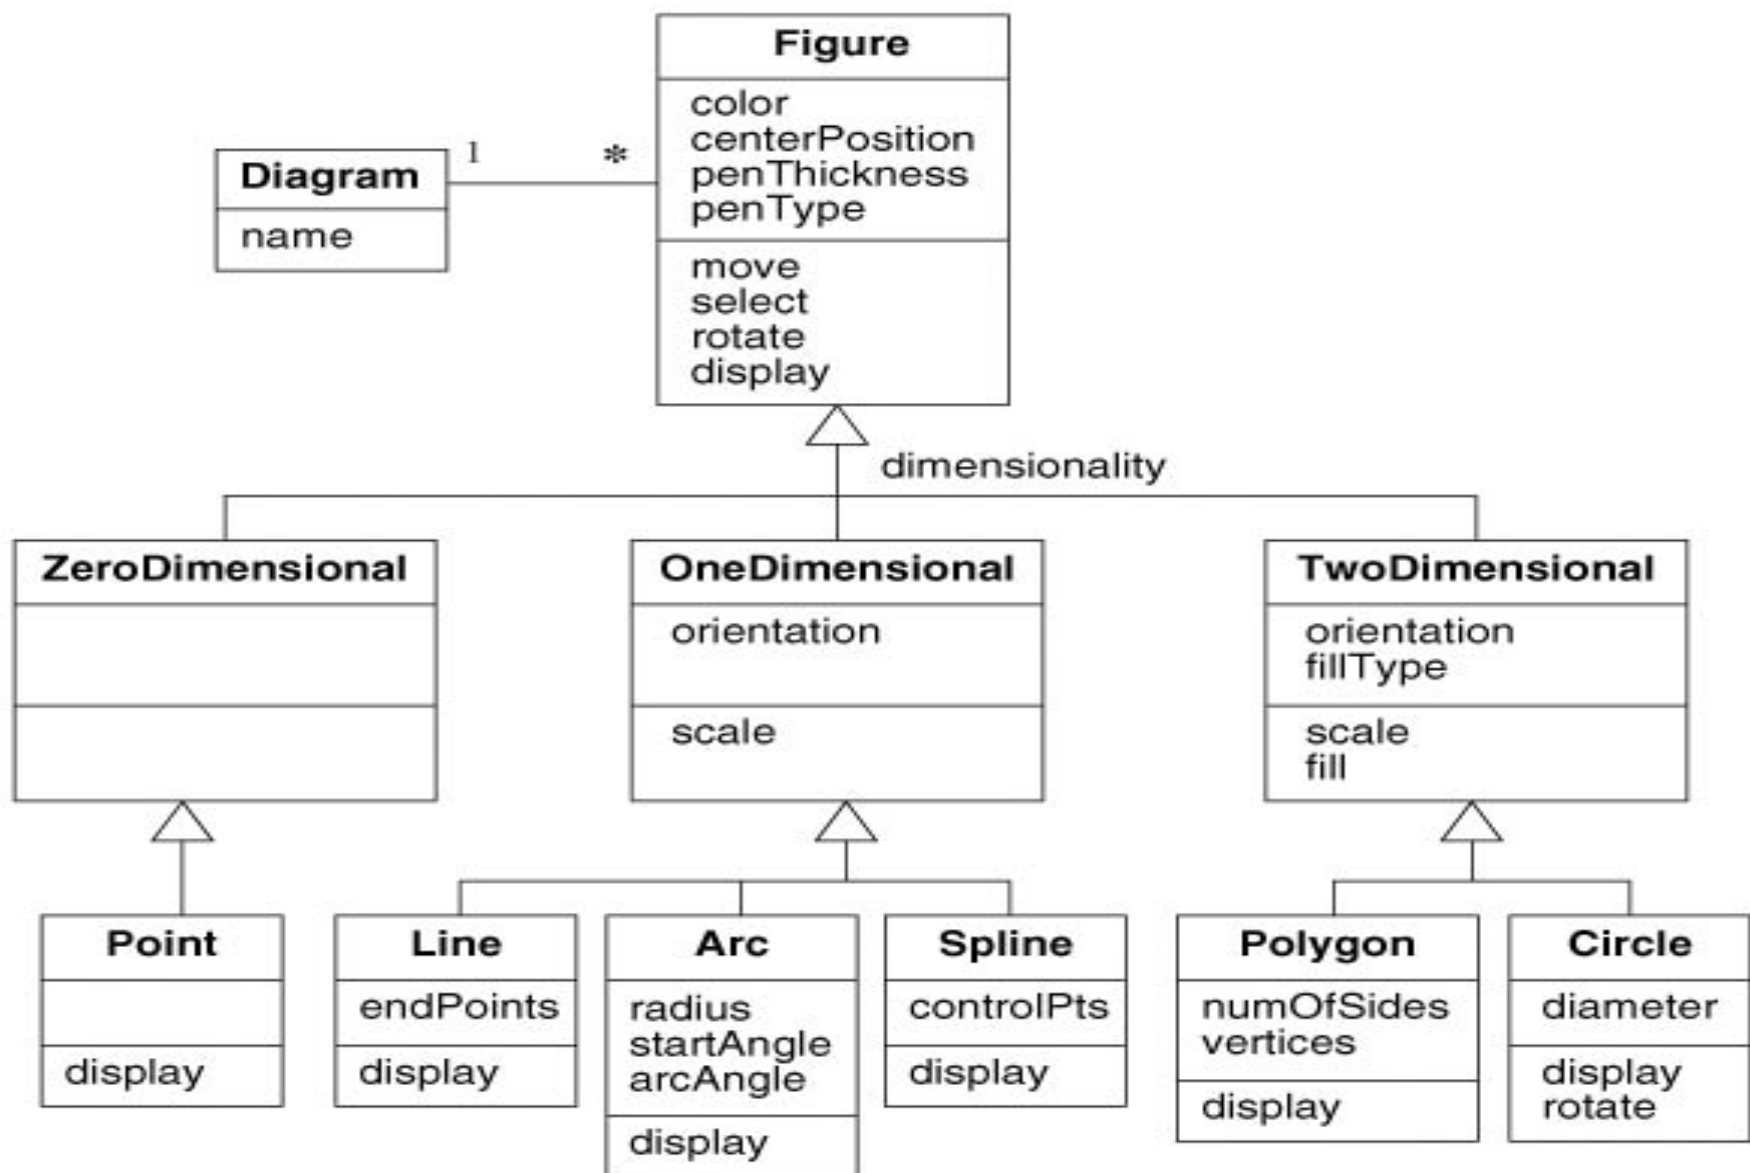 Figure
color
centerPosition
penThickness
penType
move
select
rotate
display
Diagram
name
1
*
dimensionality
ZeroDimensional
OneDimensional
orientation
scale
TwoDimensional
orientation
fillType
scale
fill
Point
display
Line
endPoints
display
Arc
radius
startAngle
arcAngle
display
Spline
controlPts
display
Polygon
numOfSides
vertices
display
Circle
diameter
display
rotate